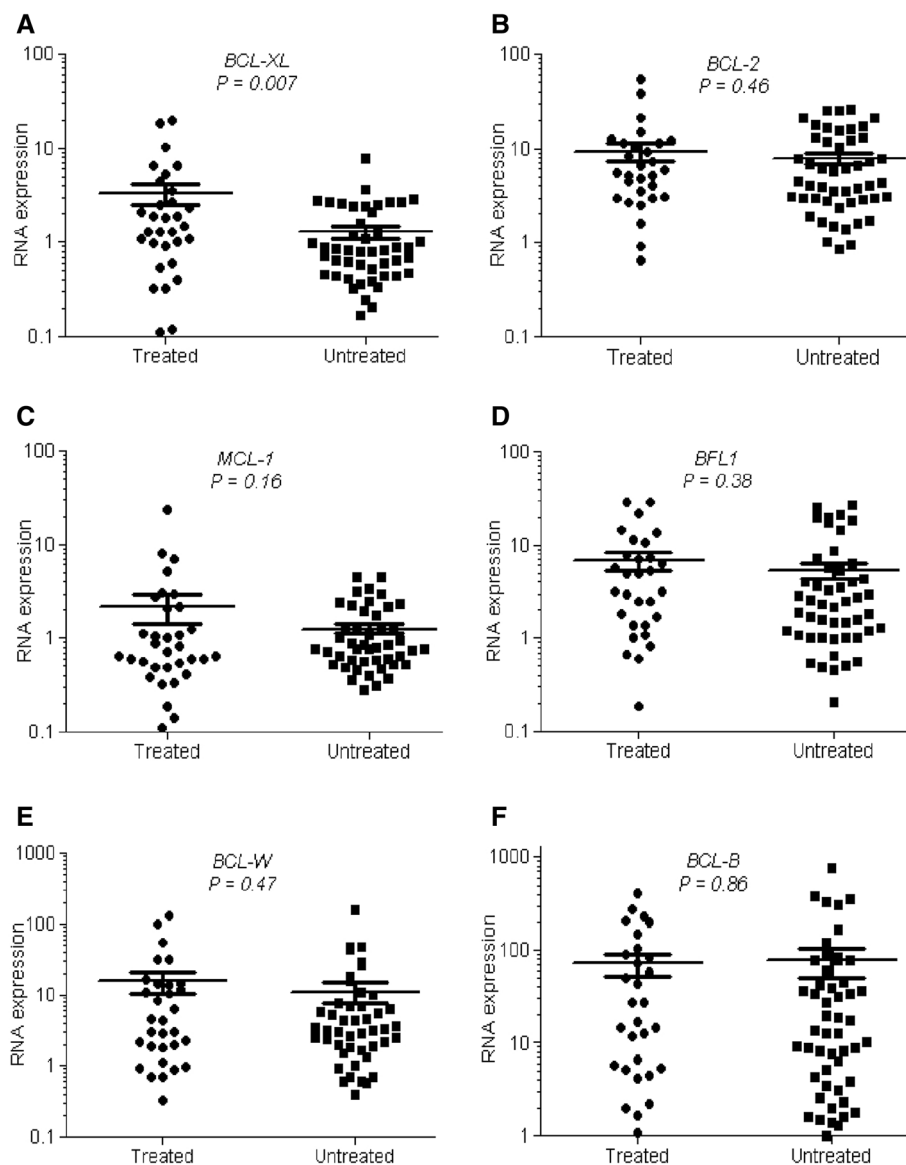 A
BCL-XL
P = 0.007
100
10
1
0.1
RNA expression
Treated
Untreated
B
BCL-2
P = 0.46
100
10
1
0.1
RNA expression
Treated
Untreated
C
MCL-1
P = 0.16
100
10
1
0.1
RNA expression
Treated
Untreated
D
BFL1
P = 0.38
100
10
1
0.1
RNA expression
Treated
Untreated
E
BCL-W
P = 0.47
1000
100
10
1
0.1
RNA expression
Treated
Untreated
F
BCL-B
P = 0.86
1000
100
10
1
RNA expression
Treated
Untreated